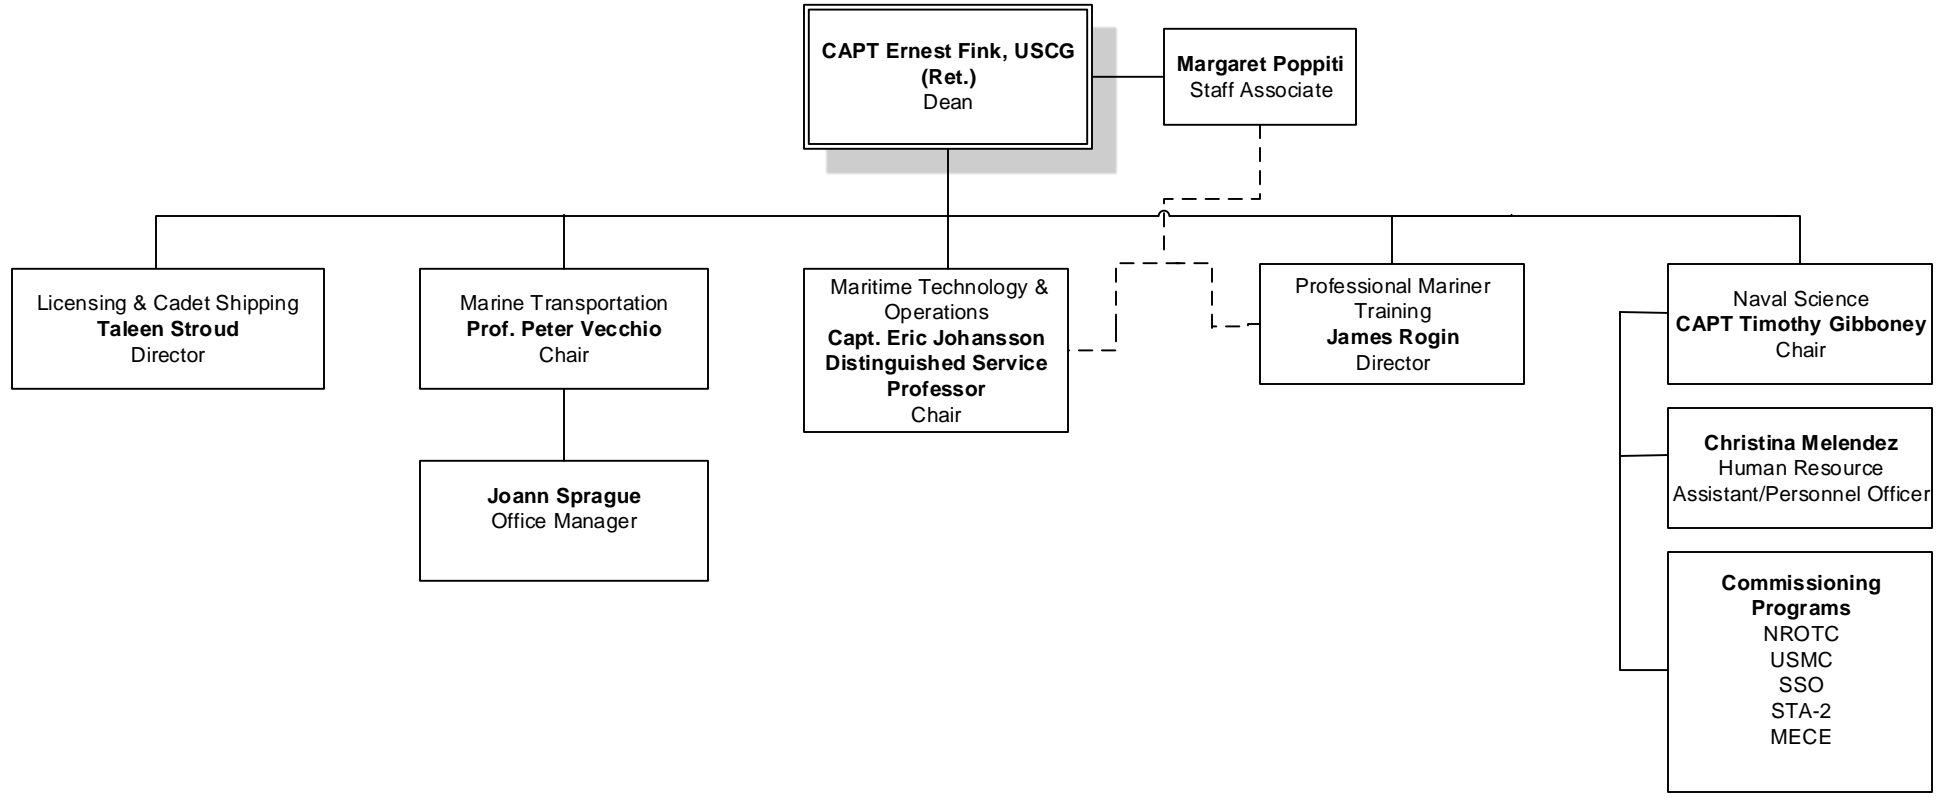 CAPT Ernest Fink, USCG
(Ret.)
Dean
Margaret Poppiti
Staff Associate
Licensing & Cadet Shipping
Taleen Stroud
Director
Marine Transportation
Prof. Peter Vecchio
Chair
Maritime Technology &
Operations
Capt. Eric Johansson
Distinguished Service
Professor
Chair
Professional Mariner
Training
James Rogin
Director
Naval Science
CAPT Timothy Gibboney
Chair
Joann Sprague
Office Manager
Christina Melendez
Human Resource
Assistant/Personnel Officer
Commissioning
Programs
NROTC
USMC
SSO
STA-2
MECE